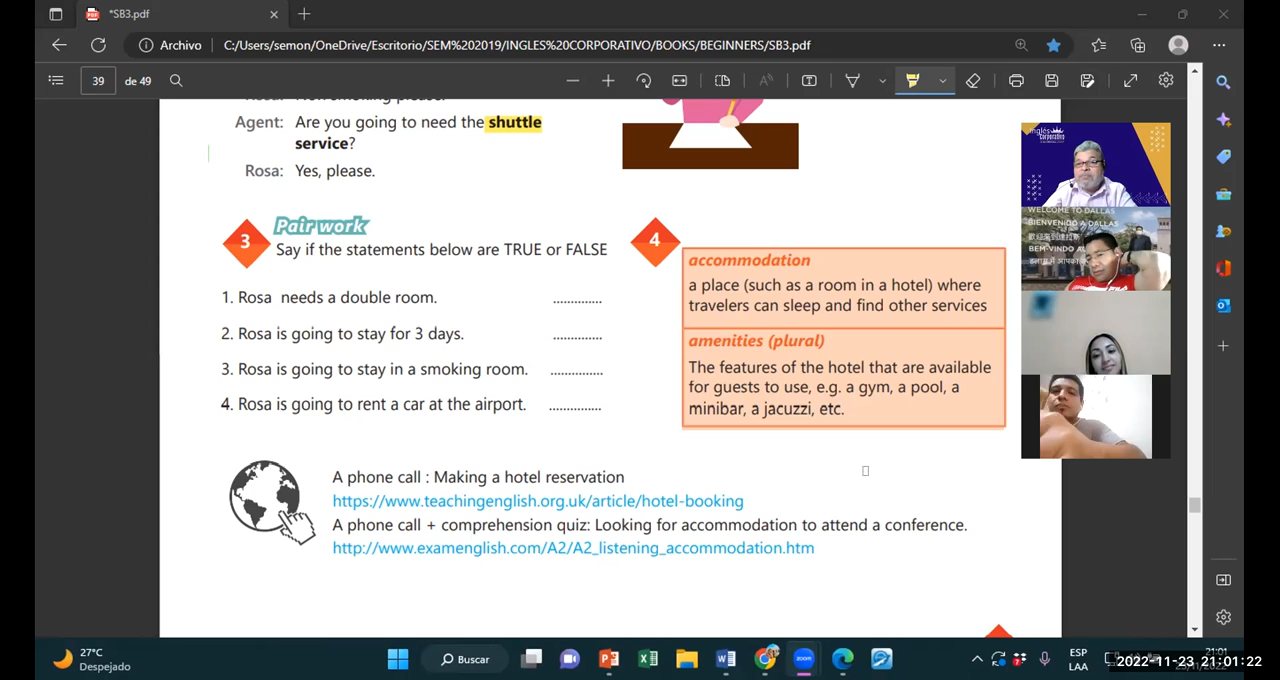 *SB3.pdf
Archivo
C:/Users/semon/OneDrive/Escritorio/SEM%202019/INGLES%20CORPORATIVO/BOOKS/BEGINNERS/SB3.pdf
39 de 49
Agent: Are you going to need the shuttle
service?
Rosa: Yes, please.
3
Pair work
Say if the statements below are TRUE or FALSE
1. Rosa needs a double room. .............
2. Rosa is going to stay for 3 days. .............
3. Rosa is going to stay in a smoking room. .............
4. Rosa is going to rent a car at the airport. .............
4
accommodation
a place (such as a room in a hotel) where
travelers can sleep and find other services
amenities (plural)
The features of the hotel that are available
for guests to use, e.g. a gym, a pool, a
minibar, a jacuzzi, etc.
A phone call : Making a hotel reservation
https://www.teachingenglish.org.uk/article/hotel-booking
A phone call + comprehension quiz: Looking for accommodation to attend a conference.
http://www.examenglish.com/A2/A2_listening_accommodation.htm
inglés
corporativo
WELCOME TO DALLAS
BIENVENIDO A DALLAS
27°C
Despejado
Buscar
ESP
LAA
21:01
2022-11-23 21:01:22